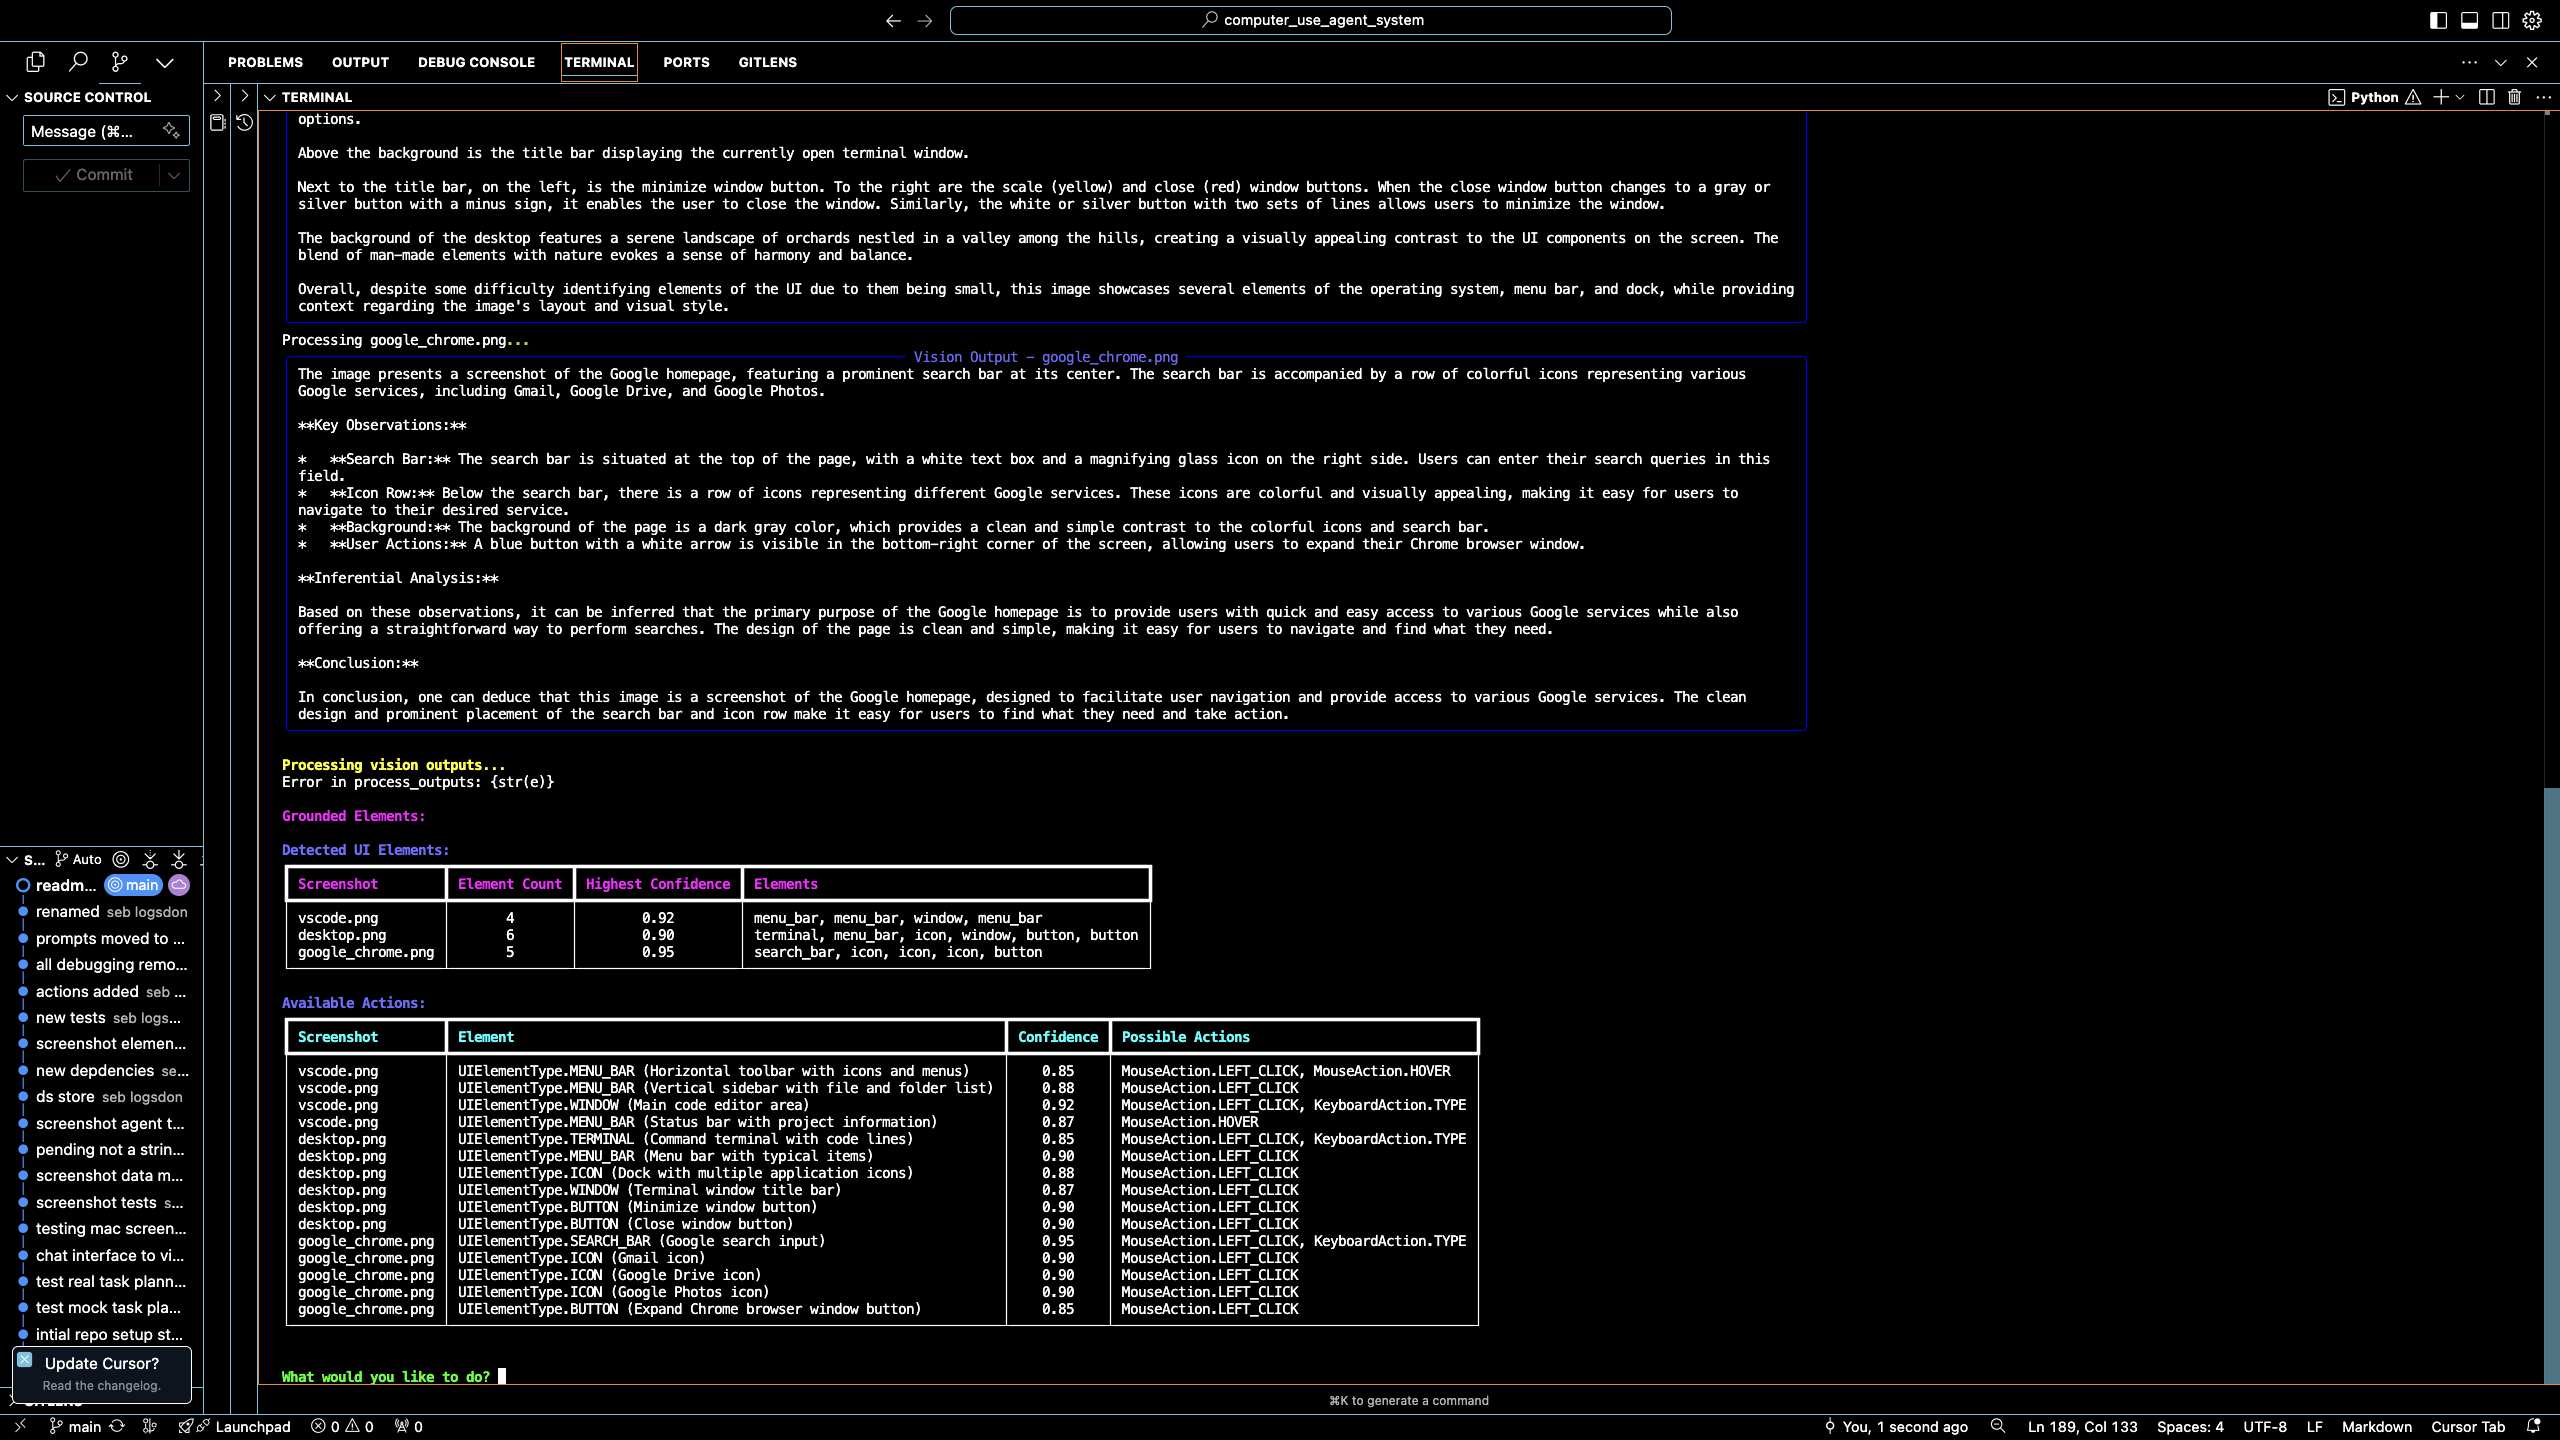 computer_use_agent_system
PROBLEMS OUTPUT DEBUG CONSOLE TERMINAL PORTS GITLENS
SOURCE CONTROL
Message (⌘...
Commit
TERMINAL
Python
options.
Above the background is the title bar displaying the currently open terminal window.
Next to the title bar, on the left, is the minimize window button. To the right are the scale (yellow) and close (red) window buttons. When the close window button changes to a gray or
silver button with a minus sign, it enables the user to close the window. Similarly, the white or silver button with two sets of lines allows users to minimize the window.
The background of the desktop features a serene landscape of orchards nestled in a valley among the hills, creating a visually appealing contrast to the UI components on the screen. The
blend of man-made elements with nature evokes a sense of harmony and balance.
Overall, despite some difficulty identifying elements of the UI due to them being small, this image showcases several elements of the operating system, menu bar, and dock, while providing
context regarding the image's layout and visual style.
Processing google_chrome.png...
Vision Output - google_chrome.png
The image presents a screenshot of the Google homepage, featuring a prominent search bar at its center. The search bar is accompanied by a row of colorful icons representing various
Google services, including Gmail, Google Drive, and Google Photos.
**Key Observations:**
* **Search Bar:** The search bar is situated at the top of the page, with a white text box and a magnifying glass icon on the right side. Users can enter their search queries in this
field.
* **Icon Row:** Below the search bar, there is a row of icons representing different Google services. These icons are colorful and visually appealing, making it easy for users to
navigate to their desired service.
* **Background:** The background of the page is a dark gray color, which provides a clean and simple contrast to the colorful icons and search bar.
* **User Actions:** A blue button with a white arrow is visible in the bottom-right corner of the screen, allowing users to expand their Chrome browser window.
**Inferential Analysis:**
Based on these observations, it can be inferred that the primary purpose of the Google homepage is to provide users with quick and easy access to various Google services while also
offering a straightforward way to perform searches. The design of the page is clean and simple, making it easy for users to navigate and find what they need.
**Conclusion:**
In conclusion, one can deduce that this image is a screenshot of the Google homepage, designed to facilitate user navigation and provide access to various Google services. The clean
design and prominent placement of the search bar and icon row make it easy for users to find what they need and take action.
Processing vision outputs...
Error in process_outputs: {str(e)}
Grounded Elements:
Detected UI Elements:
Screenshot Element Count Highest Confidence Elements
vscode.png 4 0.92 menu_bar, menu_bar, window, menu_bar
desktop.png 6 0.90 terminal, menu_bar, icon, window, button, button
google_chrome.png 5 0.95 search_bar, icon, icon, icon, button
Available Actions:
Screenshot Element Confidence Possible Actions
vscode.png UIElementType.MENU_BAR (Horizontal toolbar with icons and menus) 0.85 MouseAction.LEFT_CLICK, MouseAction.HOVER
vscode.png UIElementType.MENU_BAR (Vertical sidebar with file and folder list) 0.88 MouseAction.LEFT_CLICK
vscode.png UIElementType.WINDOW (Main code editor area) 0.92 MouseAction.LEFT_CLICK, KeyboardAction.TYPE
vscode.png UIElementType.MENU_BAR (Status bar with project information) 0.87 MouseAction.HOVER
desktop.png UIElementType.TERMINAL (Command terminal with code lines) 0.85 MouseAction.LEFT_CLICK, KeyboardAction.TYPE
desktop.png UIElementType.MENU_BAR (Menu bar with typical items) 0.90 MouseAction.LEFT_CLICK
desktop.png UIElementType.ICON (Dock with multiple application icons) 0.88 MouseAction.LEFT_CLICK
desktop.png UIElementType.WINDOW (Terminal window title bar) 0.87 MouseAction.LEFT_CLICK
desktop.png UIElementType.BUTTON (Minimize window button) 0.90 MouseAction.LEFT_CLICK
desktop.png UIElementType.BUTTON (Close window button) 0.90 MouseAction.LEFT_CLICK
google_chrome.png UIElementType.SEARCH_BAR (Google search input) 0.95 MouseAction.LEFT_CLICK, KeyboardAction.TYPE
google_chrome.png UIElementType.ICON (Gmail icon) 0.90 MouseAction.LEFT_CLICK
google_chrome.png UIElementType.ICON (Google Drive icon) 0.90 MouseAction.LEFT_CLICK
google_chrome.png UIElementType.ICON (Google Photos icon) 0.90 MouseAction.LEFT_CLICK
google_chrome.png UIElementType.BUTTON (Expand Chrome browser window button) 0.85 MouseAction.LEFT_CLICK
What would you like to do?
⌘K to generate a command
S... Auto
readm... main
renamed seb logsdon
prompts moved to ...
all debugging remo...
actions added seb ...
new tests seb logs...
screenshot elemen...
new depdencies se...
ds store seb logsdon
screenshot agent t...
pending not a strin...
screenshot data m...
screenshot tests s...
testing mac screen...
chat interface to vi...
test real task plann...
test mock task pla...
intial repo setup st...
Update Cursor?
Read the changelog.
main Launchpad 0 0 0 You, 1 second ago Ln 189, Col 133 Spaces: 4 UTF-8 LF Markdown Cursor Tab